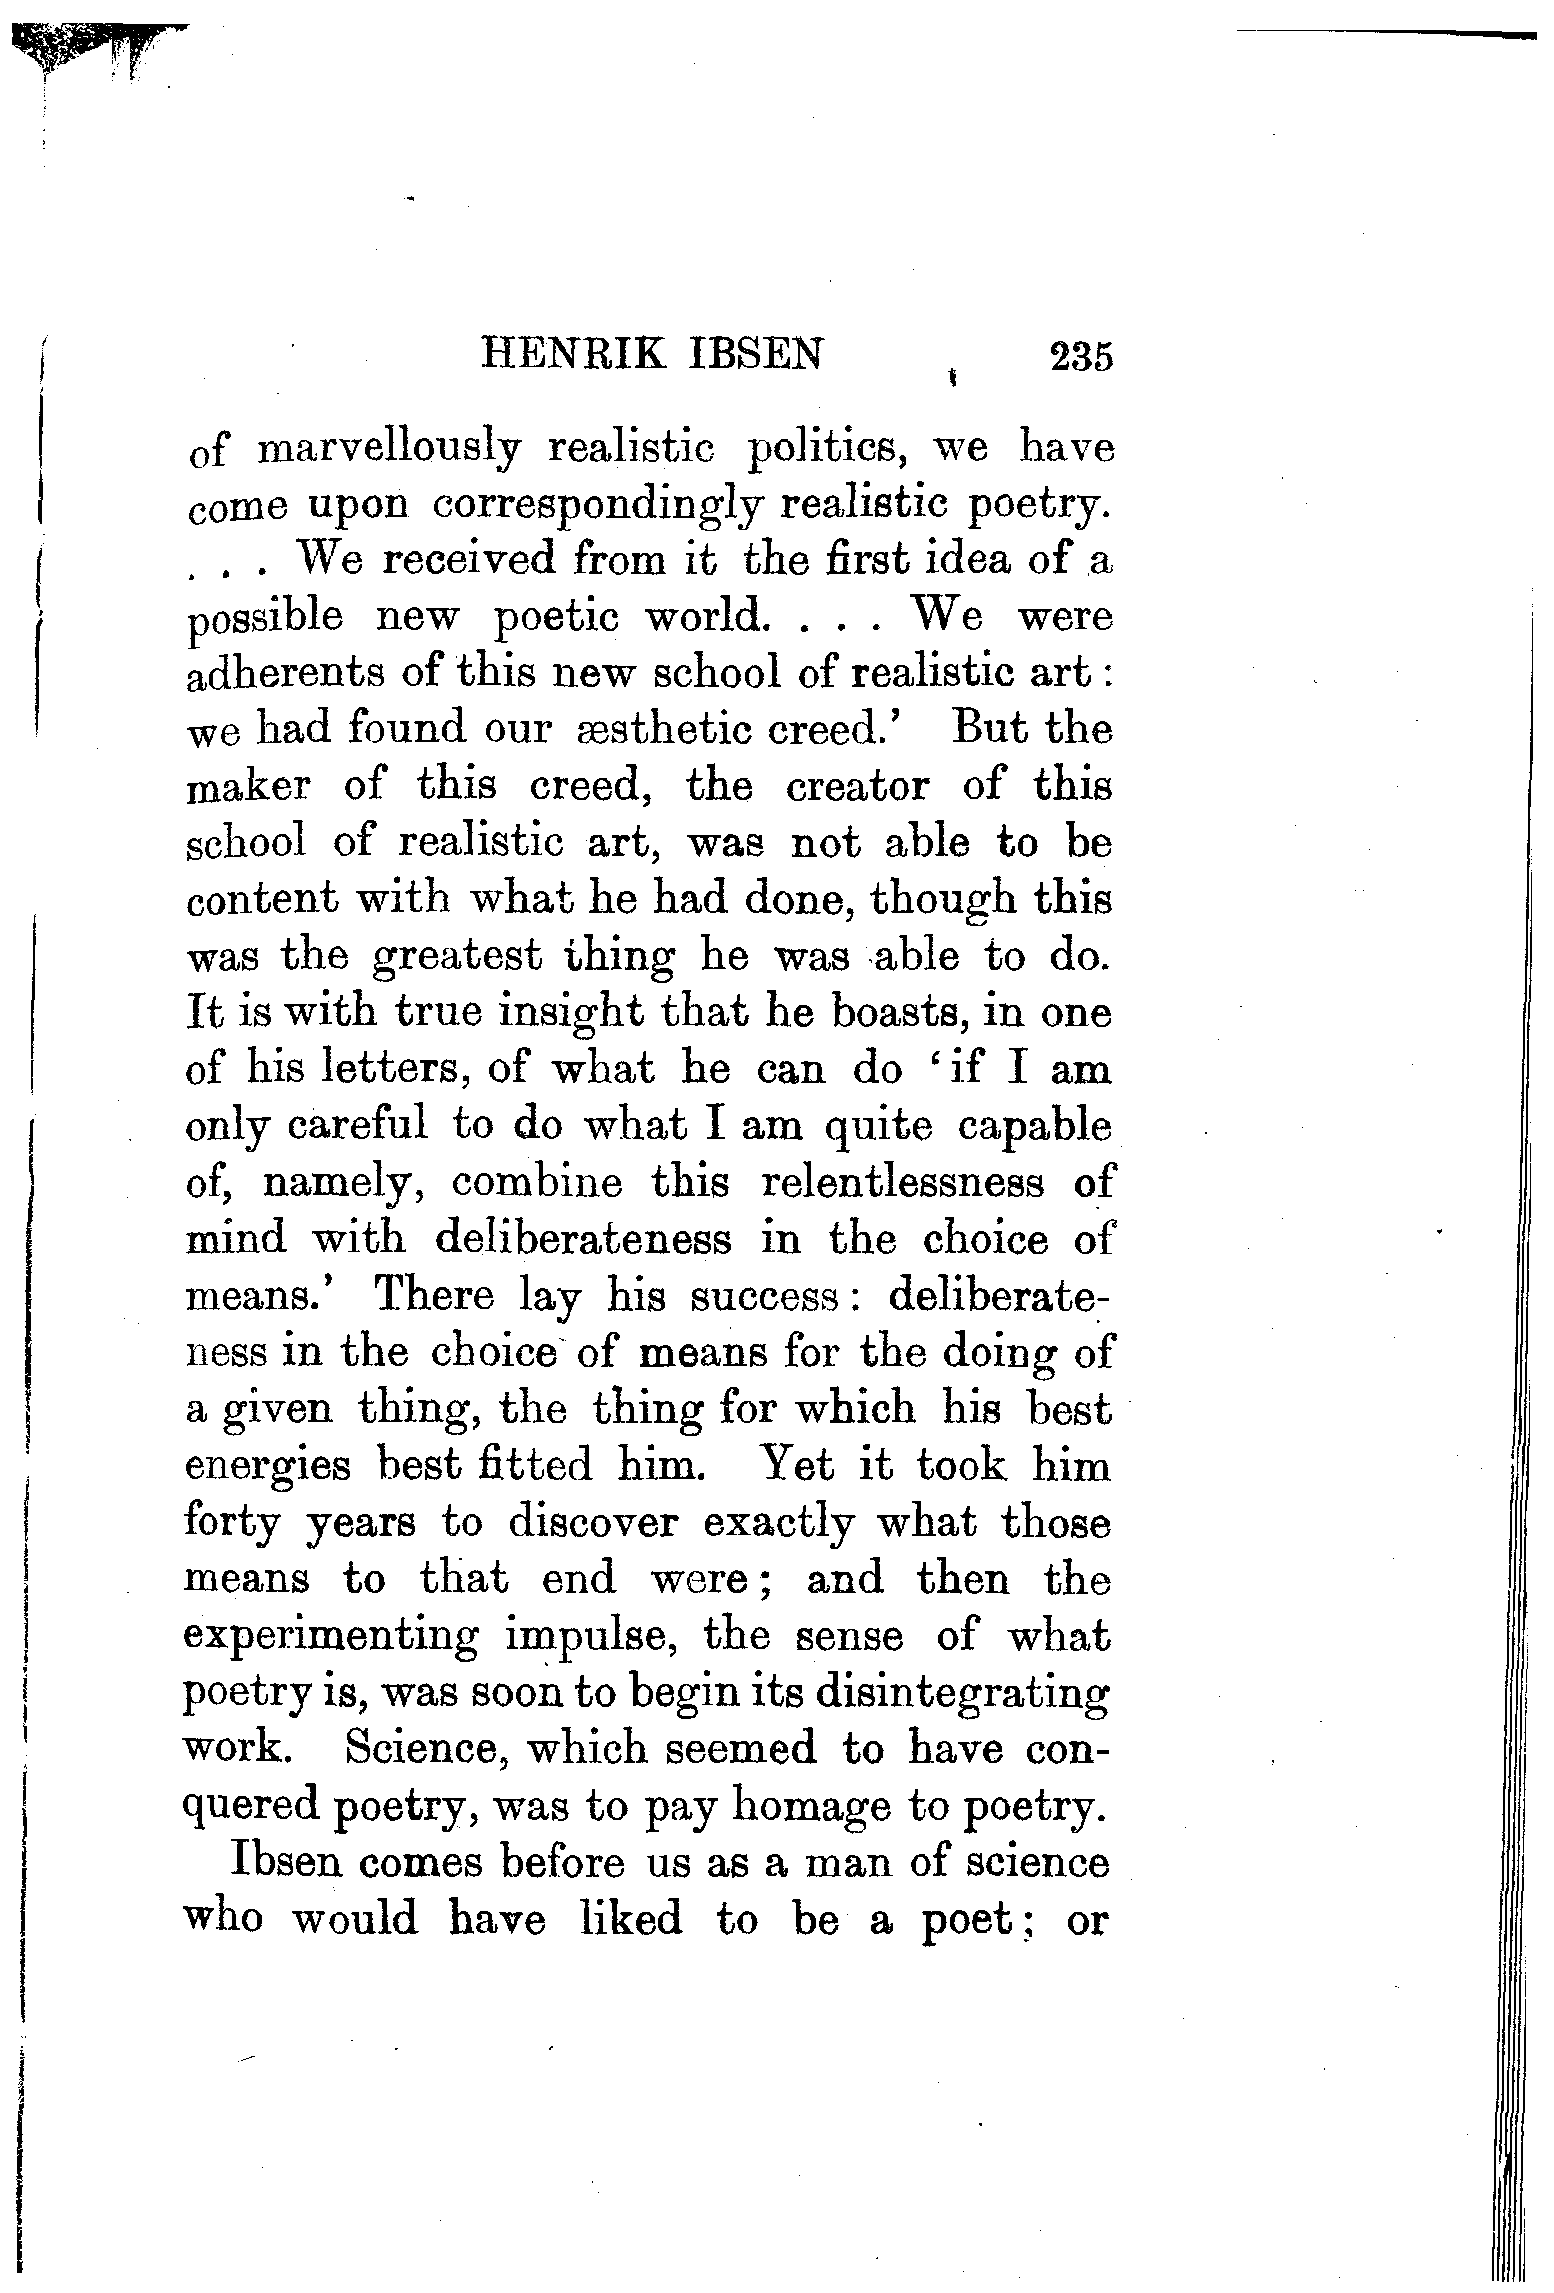 HENRIK IBSEN 235
of marvellously realistic politics, we have
come upon correspondingly realistic poetry.
. . . We received from it the first idea of a
possible new poetic world. . . . We were
adherents of this new school of realistic art :
we had found our æsthetic creed.’ But the
maker of this creed, the creator of this
school of realistic art, was not able to be
content with what he had done, though this
was the greatest thing he was able to do.
It is with true insight that he boasts, in one
of his letters, of what he can do ‘if I am
only careful to do what I am quite capable
of, namely, combine this relentlessness of
mind with deliberateness in the choice of
means.’ There lay his success : deliberate-
ness in the choice of means for the doing of
a given thing, the thing for which his best
energies best fitted him. Yet it took him
forty years to discover exactly what those
means to that end were ; and then the
experimenting impulse, the sense of what
poetry is, was soon to begin its disintegrating
work. Science, which seemed to have con-
quered poetry, was to pay homage to poetry.
Ibsen comes before us as a man of science
who would have liked to be a poet ; or